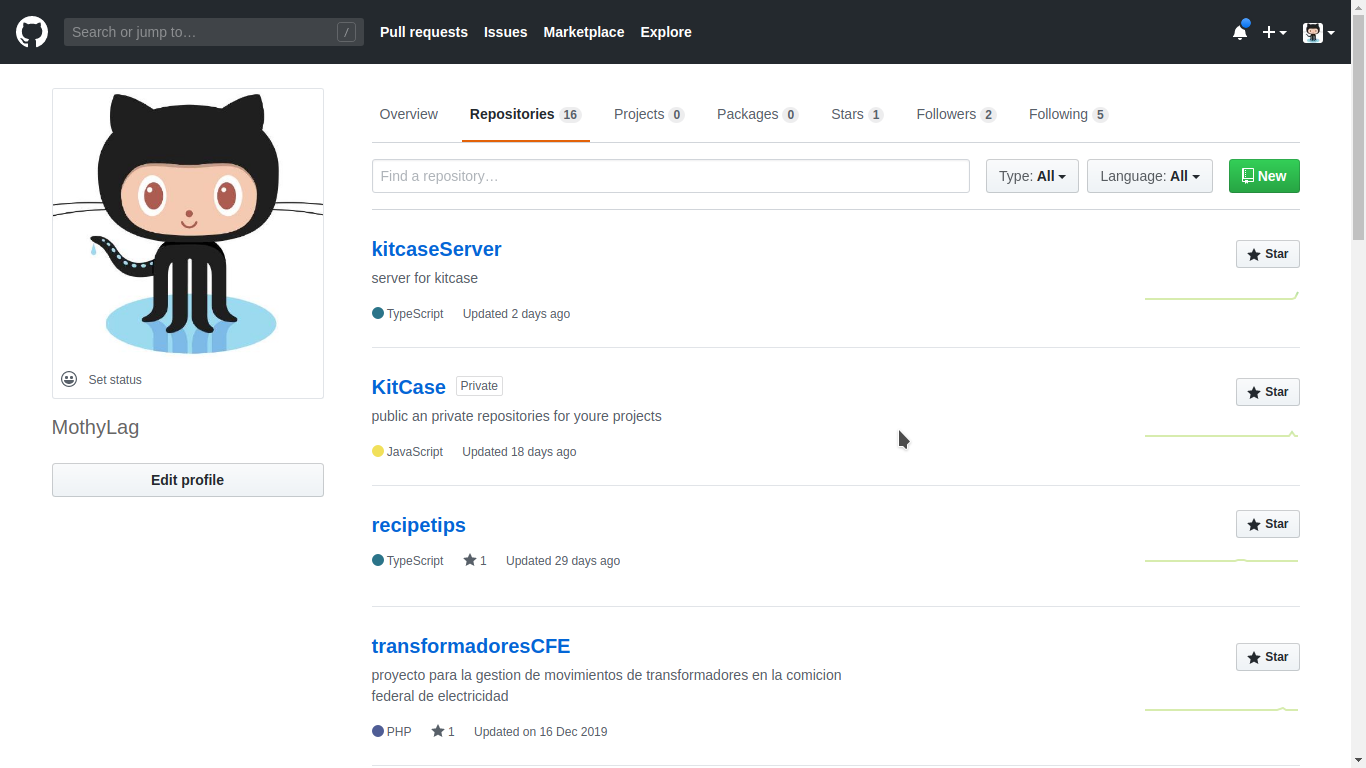 Search or jump to… /
Pull requests Issues Marketplace Explore
Overview Repositories 16 Projects 0 Packages 0 Stars 1 Followers 2 Following 5
Find a repository… Type: All Language: All New
kitcaseServer Star
server for kitcase
TypeScript Updated 2 days ago
Set status
MothyLag
Edit profile
KitCase Private Star
public an private repositories for youre projects
JavaScript Updated 18 days ago
recipetips Star
TypeScript 1 Updated 29 days ago
transformadoresCFE Star
proyecto para la gestion de movimientos de transformadores en la comicion
federal de electricidad
PHP 1 Updated on 16 Dec 2019